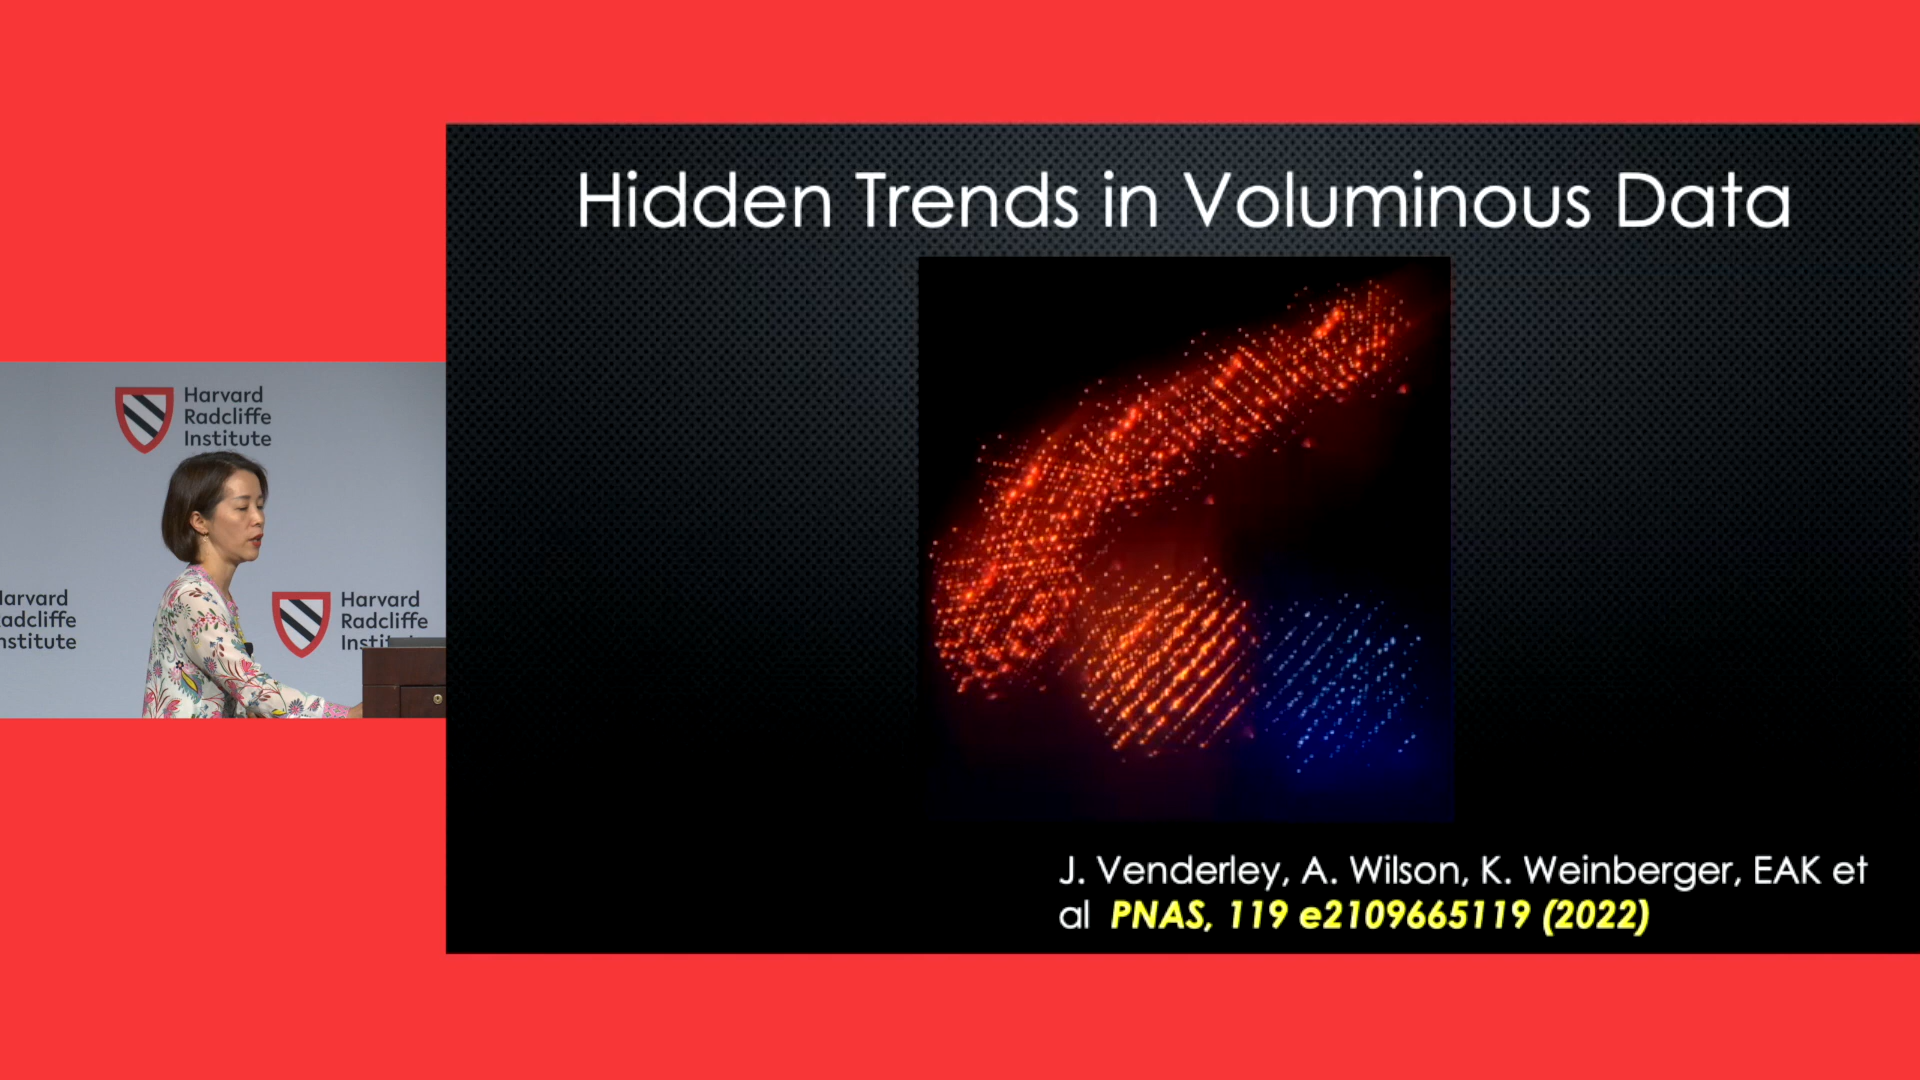 Hidden Trends in Voluminous Data
Harvard
Radcliffe
Institute
Harvard
Radcliffe
Instit
larvard
adcliffe
nstitute
J. Venderley, A. Wilson, K. Weinberger, EAK et
al PNAS, 119 e2109665119 (2022)